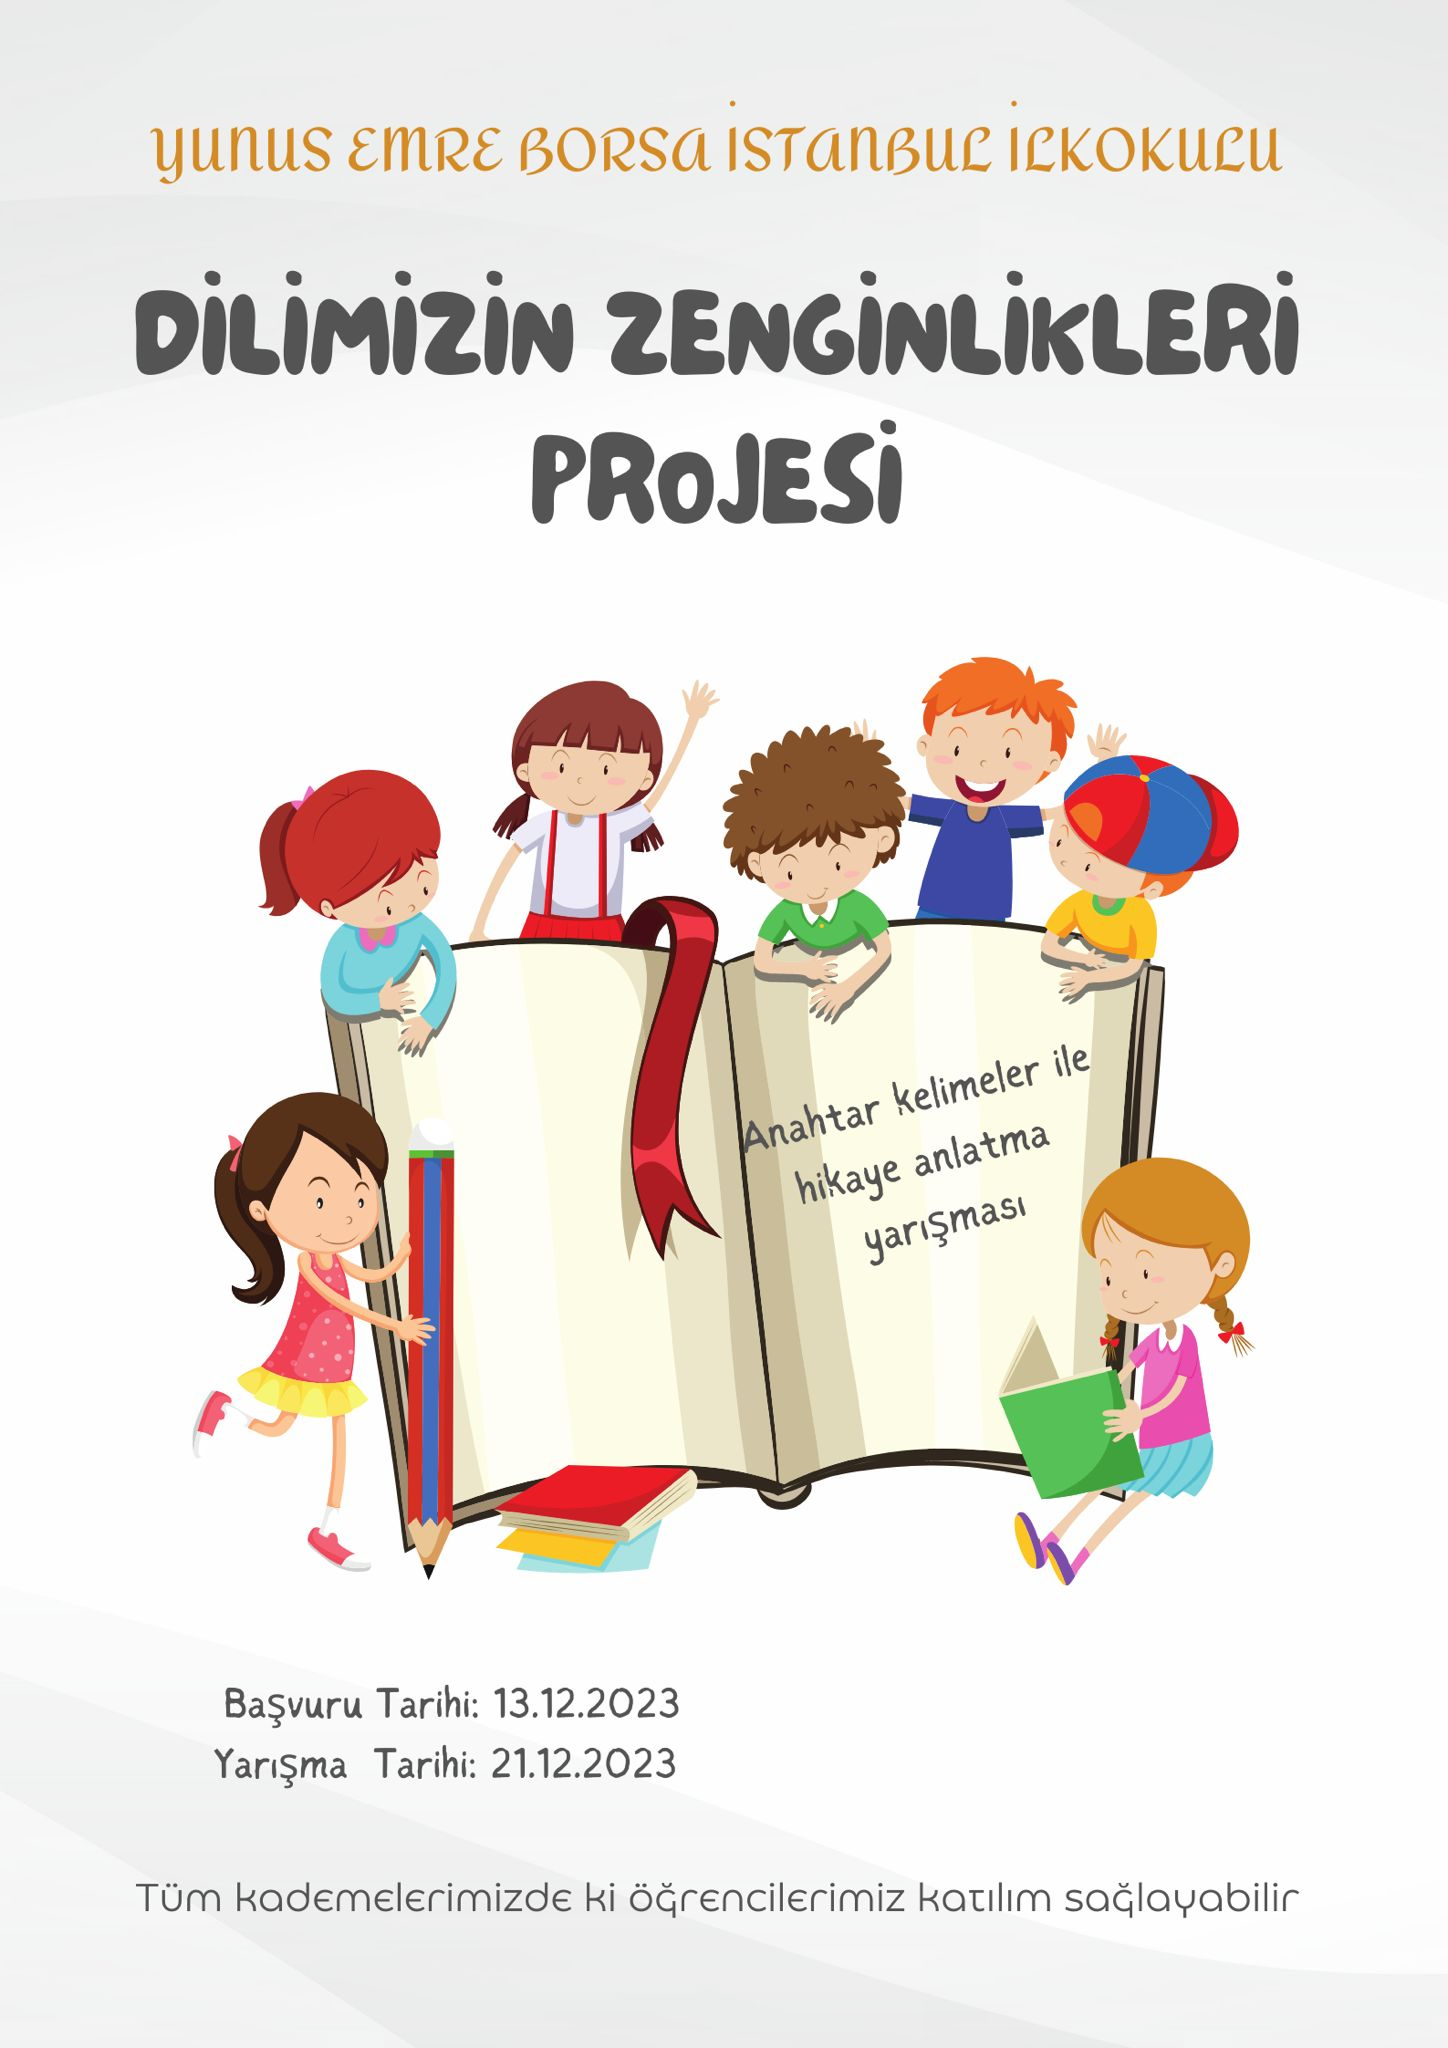 YUNUS EMRE BORSA İSTANBUL İLKOKULU
DİLİMİZİN ZENGİNLİKLERİ
PROJESİ
Anahtar kelimeler ile
hikaye anlatma
yarışması
Başvuru Tarihi: 13.12.2023
Yarışma Tarihi: 21.12.2023
Tüm kademelerimizde ki öğrencilerimiz katılım sağlayabilir